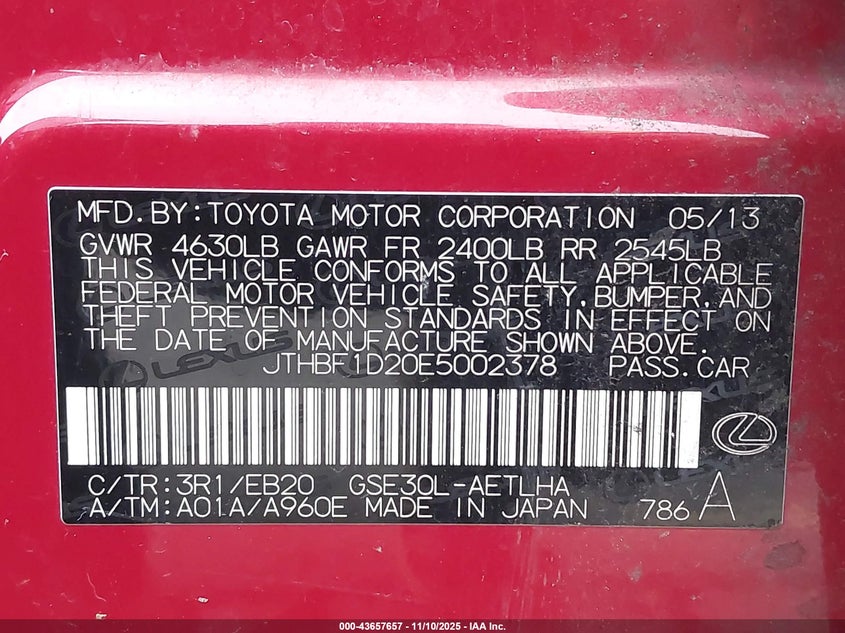 MFD.BY:TOYOTA MOTOR CORPORATION 05/13
GVWR 4630LB GAWR FR 2400LB RR 2545LB
THIS VEHICLE CONFORMS TO ALL APPLICABLE
FEDERAL MOTOR VEHICLE SAFETY,BUMPER,AND
THEFT PREVENTION STANDARDS IN EFFECT ON
THE DATE OF MANUFACTURE SHOWN ABOVE.
LEXUS
JTHBF1D20E5002378 PASS.CAR
C/TR:3R1/EB20 GSE30L-AETLHA
A/TM:A01A/A960E MADE IN JAPAN 786 A
000-43657657 - 11/10/2025 - IAA Inc.